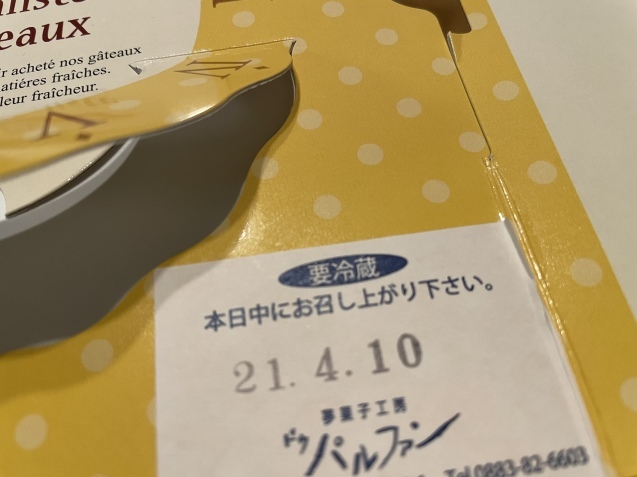 eaux
acheté nos gâteaux
fraîches.
leur fraîcheur.
要冷蔵
本日中にお召し上がり下さい。
21.4.10
夢菓子工房
ドゥ パルファン
Tel.0883-82-6603